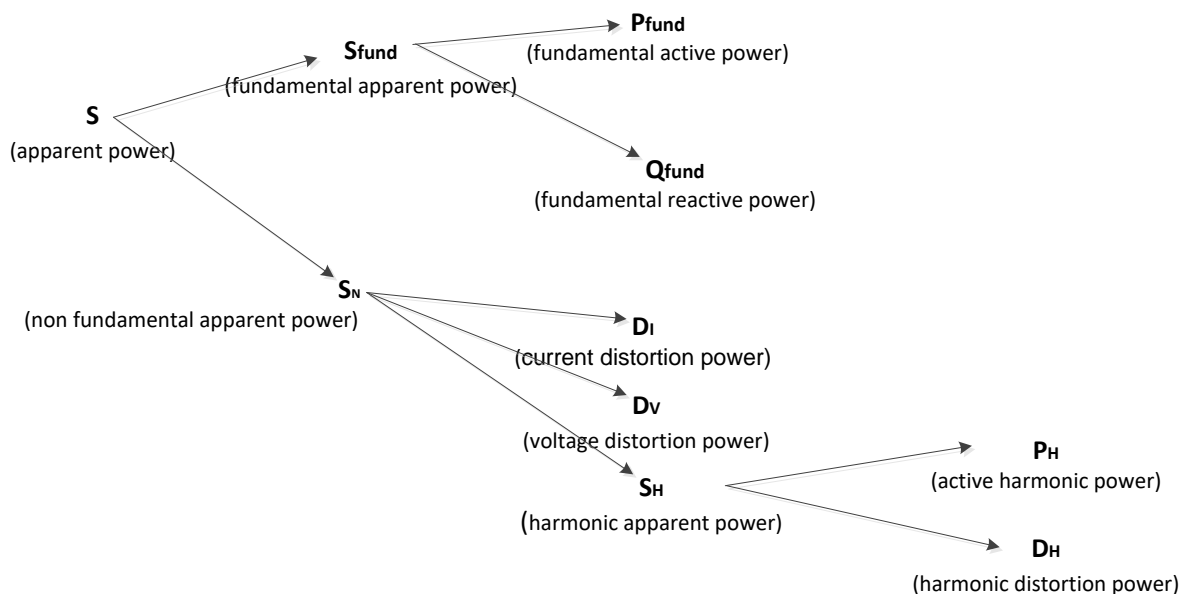 Pfund
(fundamental active power)
Sfund
(fundamental apparent power)
S
(apparent power)
Qfund
(fundamental reactive power)
SN
(non fundamental apparent power)
DI
(current distortion power)
DV
(voltage distortion power)
SH
(harmonic apparent power)
PH
(active harmonic power)
DH
(harmonic distortion power)